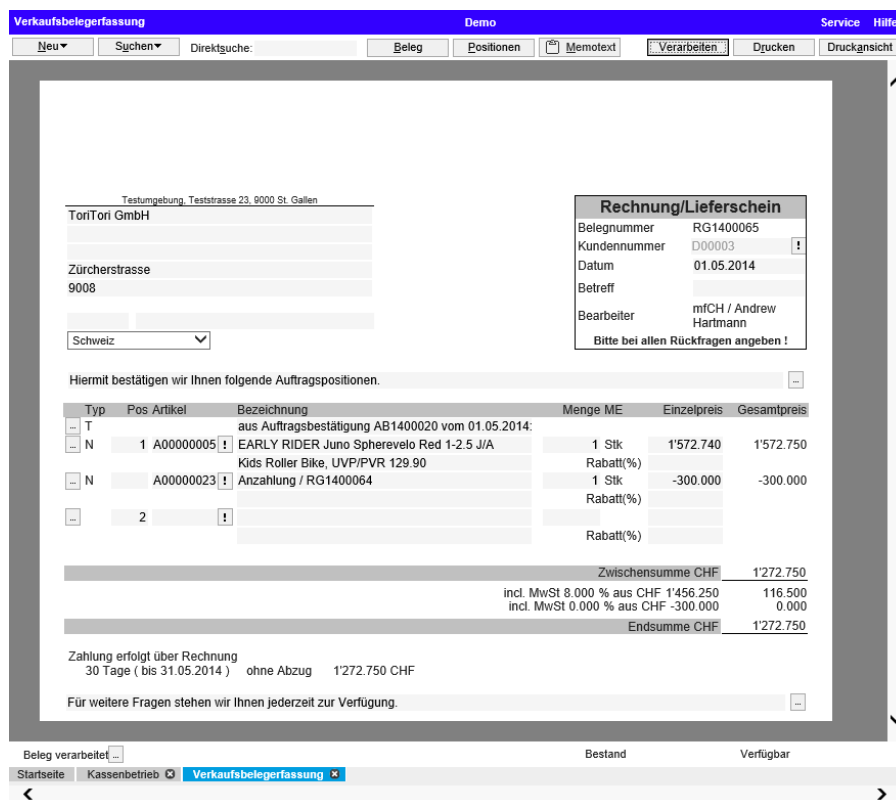 Verkaufsbelegerfassung Demo Service Hilfe
Neu Suchen Direktsuche: Beleg Positionen Memotext Verarbeiten Drucken Druckansicht
Testumgebung, Teststrasse 23, 9000 St. Gallen
ToriTori GmbH
Zürcherstrasse
9008
Schweiz
Rechnung/Lieferschein
Belegnummer RG1400065
Kundennummer D00003 !
Datum 01.05.2014
Betreff
Bearbeiter mfCH / Andrew
Hartmann
Bitte bei allen Rückfragen angeben !
Hiermit bestätigen wir Ihnen folgende Auftragspositionen. ...
Typ Pos Artikel Bezeichnung Menge ME Einzelpreis Gesamtpreis
... T aus Auftragsbestätigung AB1400020 vom 01.05.2014:
... N 1 A00000005 ! EARLY RIDER Juno Spherevelo Red 1-2.5 J/A 1 Stk 1'572.740 1'572.750
Kids Roller Bike, UVP/PVR 129.90 Rabatt(%)
... N A00000023 ! Anzahlung / RG1400064 1 Stk -300.000 -300.000
Rabatt(%)
... 2 !
Rabatt(%)
Zwischensumme CHF 1'272.750
incl. MwSt 8.000 % aus CHF 1'456.250 116.500
incl. MwSt 0.000 % aus CHF -300.000 0.000
Endsumme CHF 1'272.750
Zahlung erfolgt über Rechnung
30 Tage ( bis 31.05.2014 ) ohne Abzug 1'272.750 CHF
Für weitere Fragen stehen wir Ihnen jederzeit zur Verfügung. ...
Beleg verarbeitet ... Bestand Verfügbar
Startseite Kassenbetrieb Verkaufsbelegerfassung